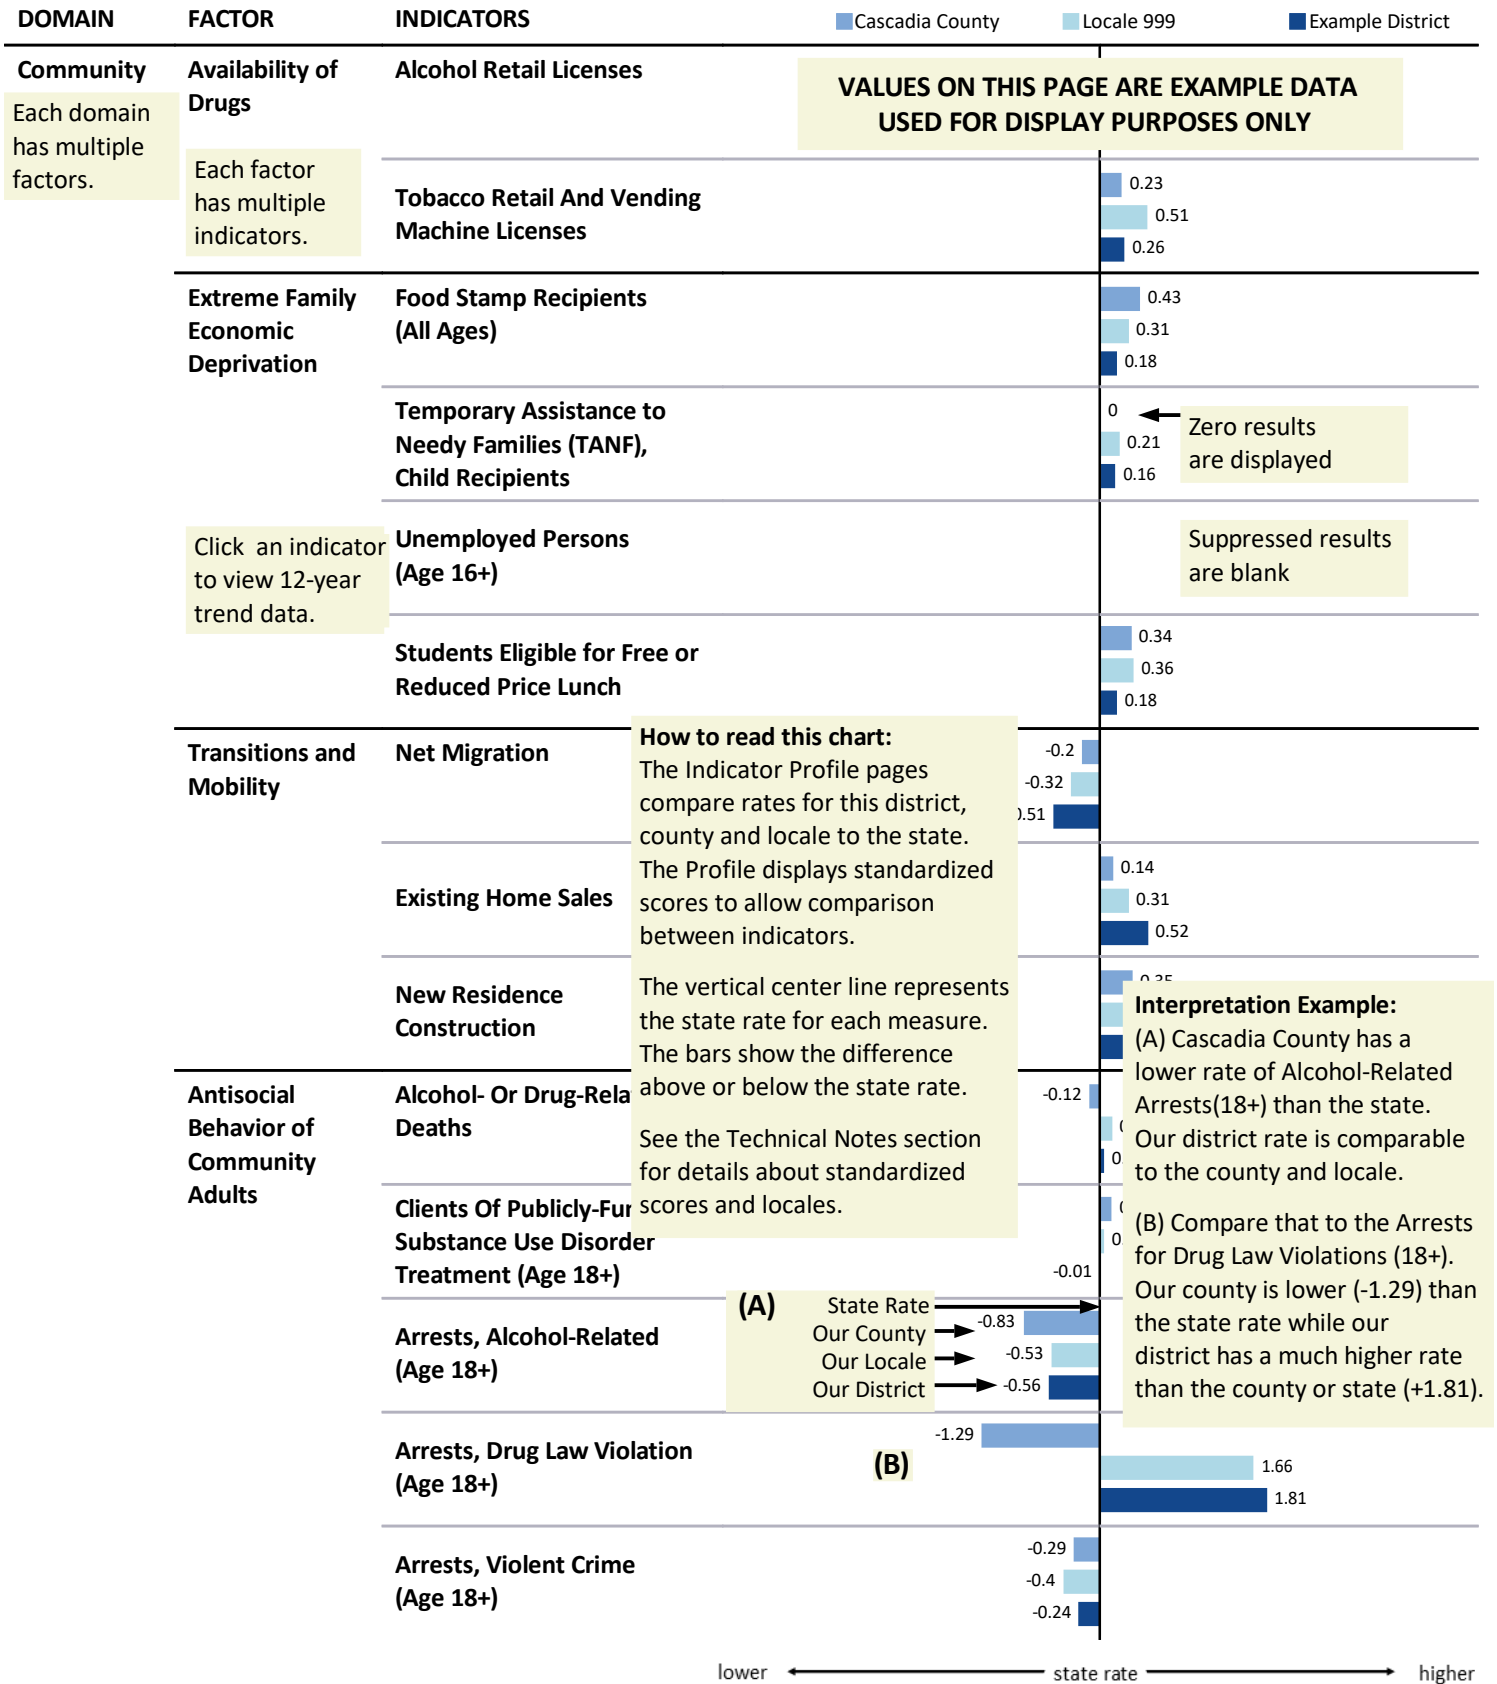 DOMAIN FACTOR INDICATORS Cascadia County Locale 999 Example District
Community
Each domain
has multiple
factors.
Availability of
Drugs
Each factor
has multiple
indicators.
Alcohol Retail Licenses
VALUES ON THIS PAGE ARE EXAMPLE DATA
USED FOR DISPLAY PURPOSES ONLY
Tobacco Retail And Vending
Machine Licenses
0.23
0.51
0.26
Extreme Family
Economic
Deprivation
Food Stamp Recipients
(All Ages)
0.43
0.31
0.18
Temporary Assistance to
Needy Families (TANF),
Child Recipients
0
0.21
0.16
Zero results
are displayed
Click an indicator
to view 12-year
trend data.
Unemployed Persons
(Age 16+)
Suppressed results
are blank
Students Eligible for Free or
Reduced Price Lunch
0.34
0.36
0.18
Transitions and
Mobility
Net Migration
-0.2
-0.32
.51
How to read this chart:
The Indicator Profile pages
compare rates for this district,
county and locale to the state.
The Profile displays standardized
scores to allow comparison
between indicators.
The vertical center line represents
the state rate for each measure.
The bars show the difference
above or below the state rate.
See the Technical Notes section
for details about standardized
scores and locales.
Existing Home Sales
0.14
0.31
0.52
New Residence
Construction
Interpretation Example:
(A) Cascadia County has a
lower rate of Alcohol-Related
Arrests(18+) than the state.
Our district rate is comparable
to the county and locale.
(B) Compare that to the Arrests
for Drug Law Violations (18+).
Our county is lower (-1.29) than
the state rate while our
district has a much higher rate
than the county or state (+1.81).
Antisocial
Behavior of
Community
Adults
Alcohol- Or Drug-Rela
Deaths
-0.12
0.
Clients Of Publicly-Fu
Substance Use Disorder
Treatment (Age 18+)
0.
-0.01
Arrests, Alcohol-Related
(Age 18+)
(A) State Rate
Our County -0.83
Our Locale -0.53
Our District -0.56
Arrests, Drug Law Violation
(Age 18+)
(B)
-1.29
1.66
1.81
Arrests, Violent Crime
(Age 18+)
-0.29
-0.4
-0.24
lower state rate higher